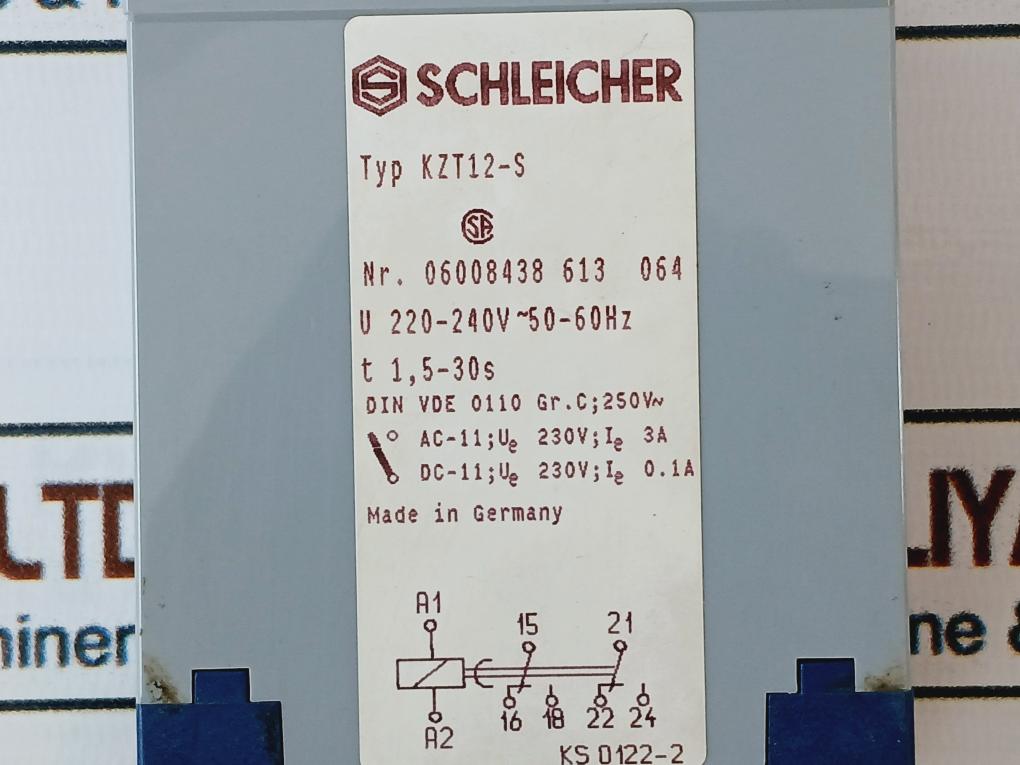 SCHLEICHER
Typ KZT12-S
Nr. 06008438 613 064
U 220-240V~50-60Hz
t 1,5-30s
DIN VDE 0110 Gr.C;250V~
AC-11;Ue 230V;Ie 3A
DC-11;Ue 230V;Ie 0.1A
Made in Germany
A1
15 21
16 18 22 24
A2
KS 0122-2
LTD